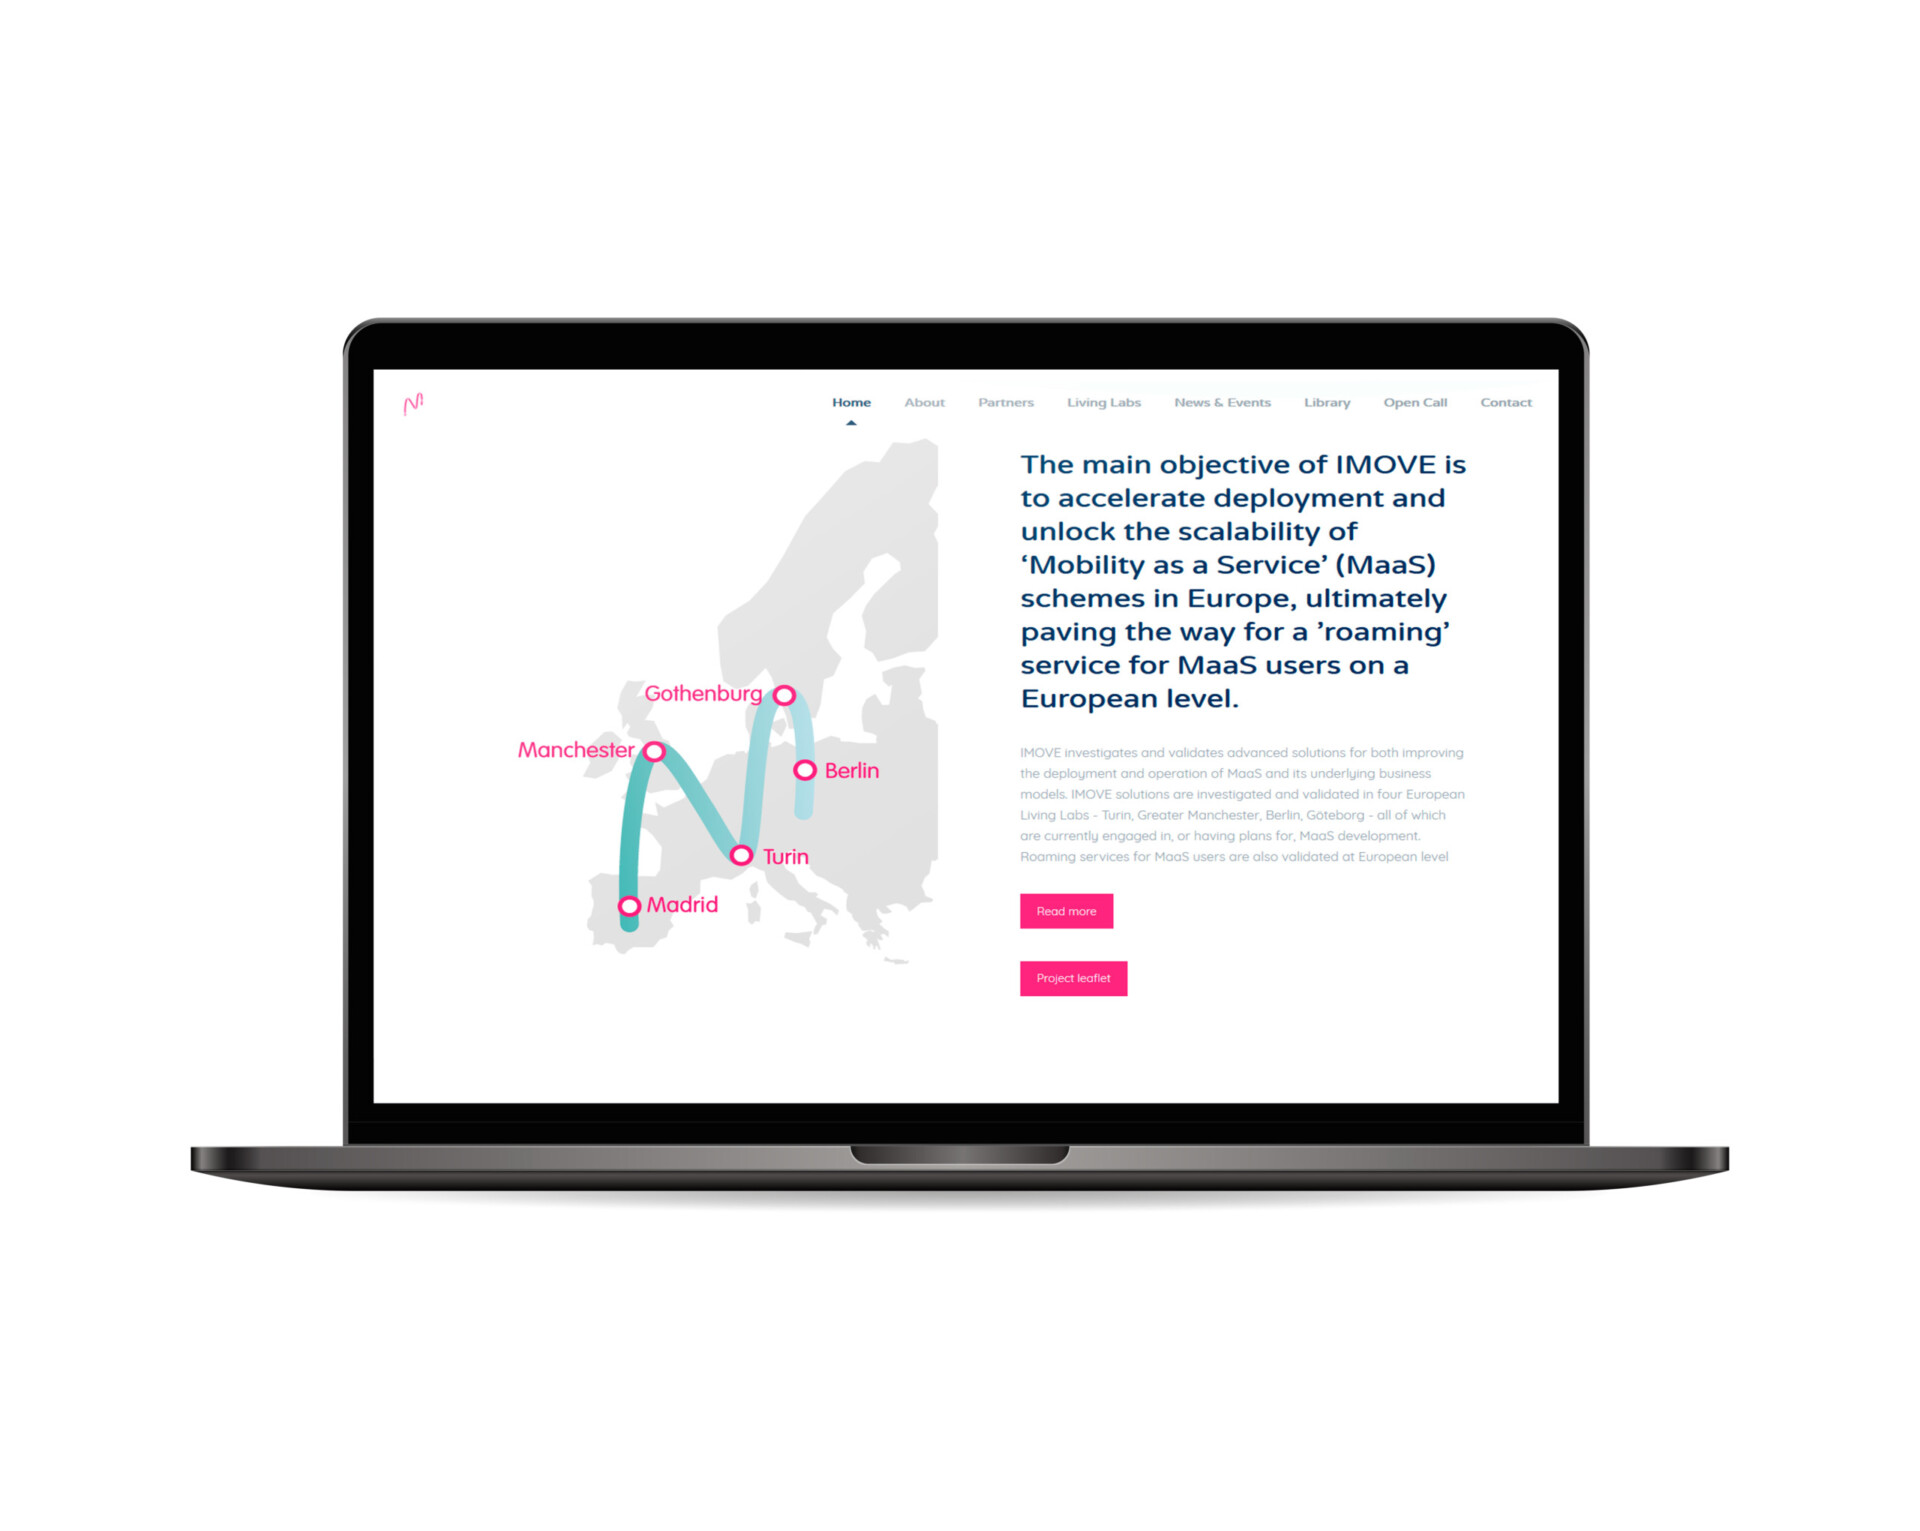 Home About Partners Living Labs News & Events Library Open Call Contact
Gothenburg
Manchester
Berlin
Turin
Madrid
The main objective of IMOVE is
to accelerate deployment and
unlock the scalability of
‘Mobility as a Service’ (MaaS)
schemes in Europe, ultimately
paving the way for a ’roaming’
service for MaaS users on a
European level.
IMOVE investigates and validates advanced solutions for both improving
the deployment and operation of MaaS and its underlying business
models. IMOVE solutions are investigated and validated in four European
Living Labs - Turin, Greater Manchester, Berlin, Göteborg - all of which
are currently engaged in, or having plans for, MaaS development.
Roaming services for MaaS users are also validated at European level
Read more
Project leaflet